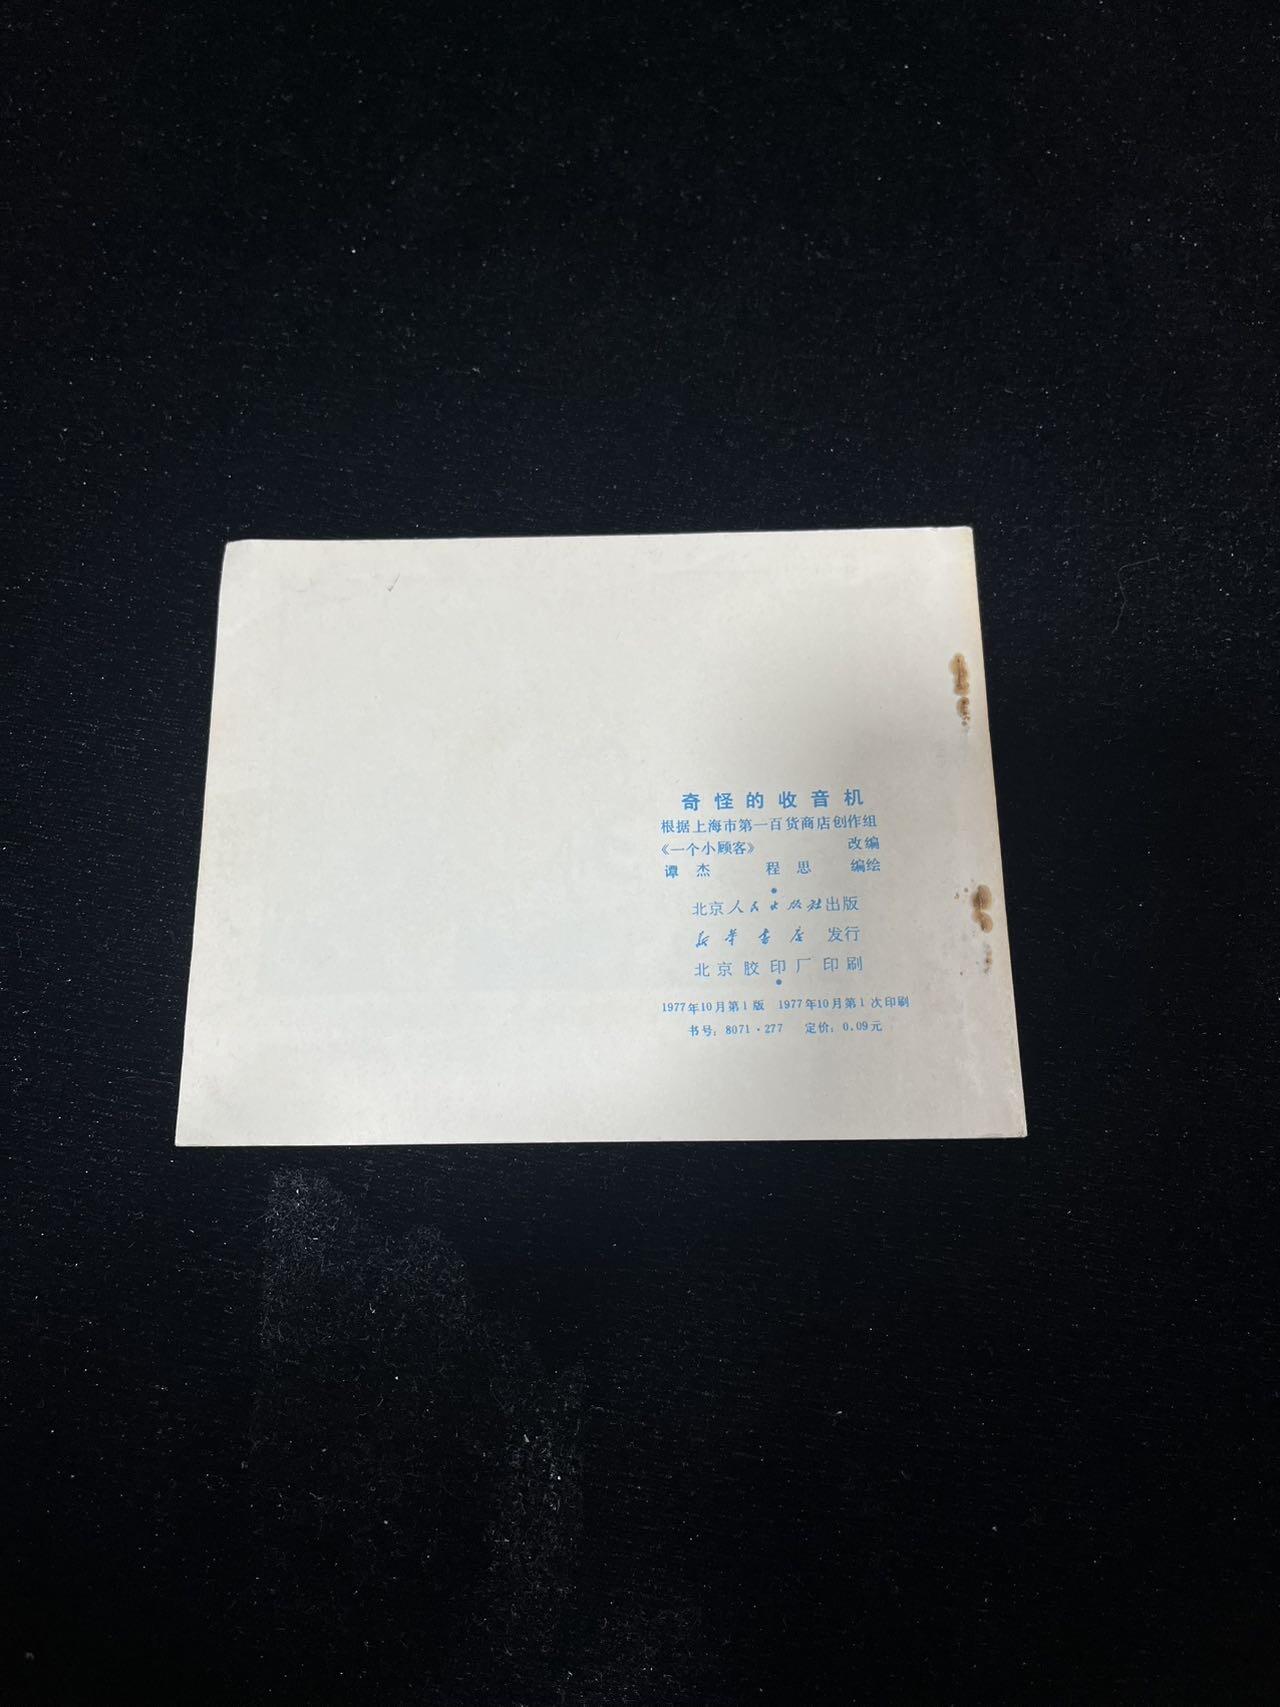 奇怪的收音机
根据上海市第一百货商店创作组
《一个小顾客》 改编
谭杰 程思 编绘
北京人民出版社出版
新华书店 发行
北京胶印厂印刷
1977年10月第1版 1977年10月第1次印刷
书号：8071·277 定价：0.09元